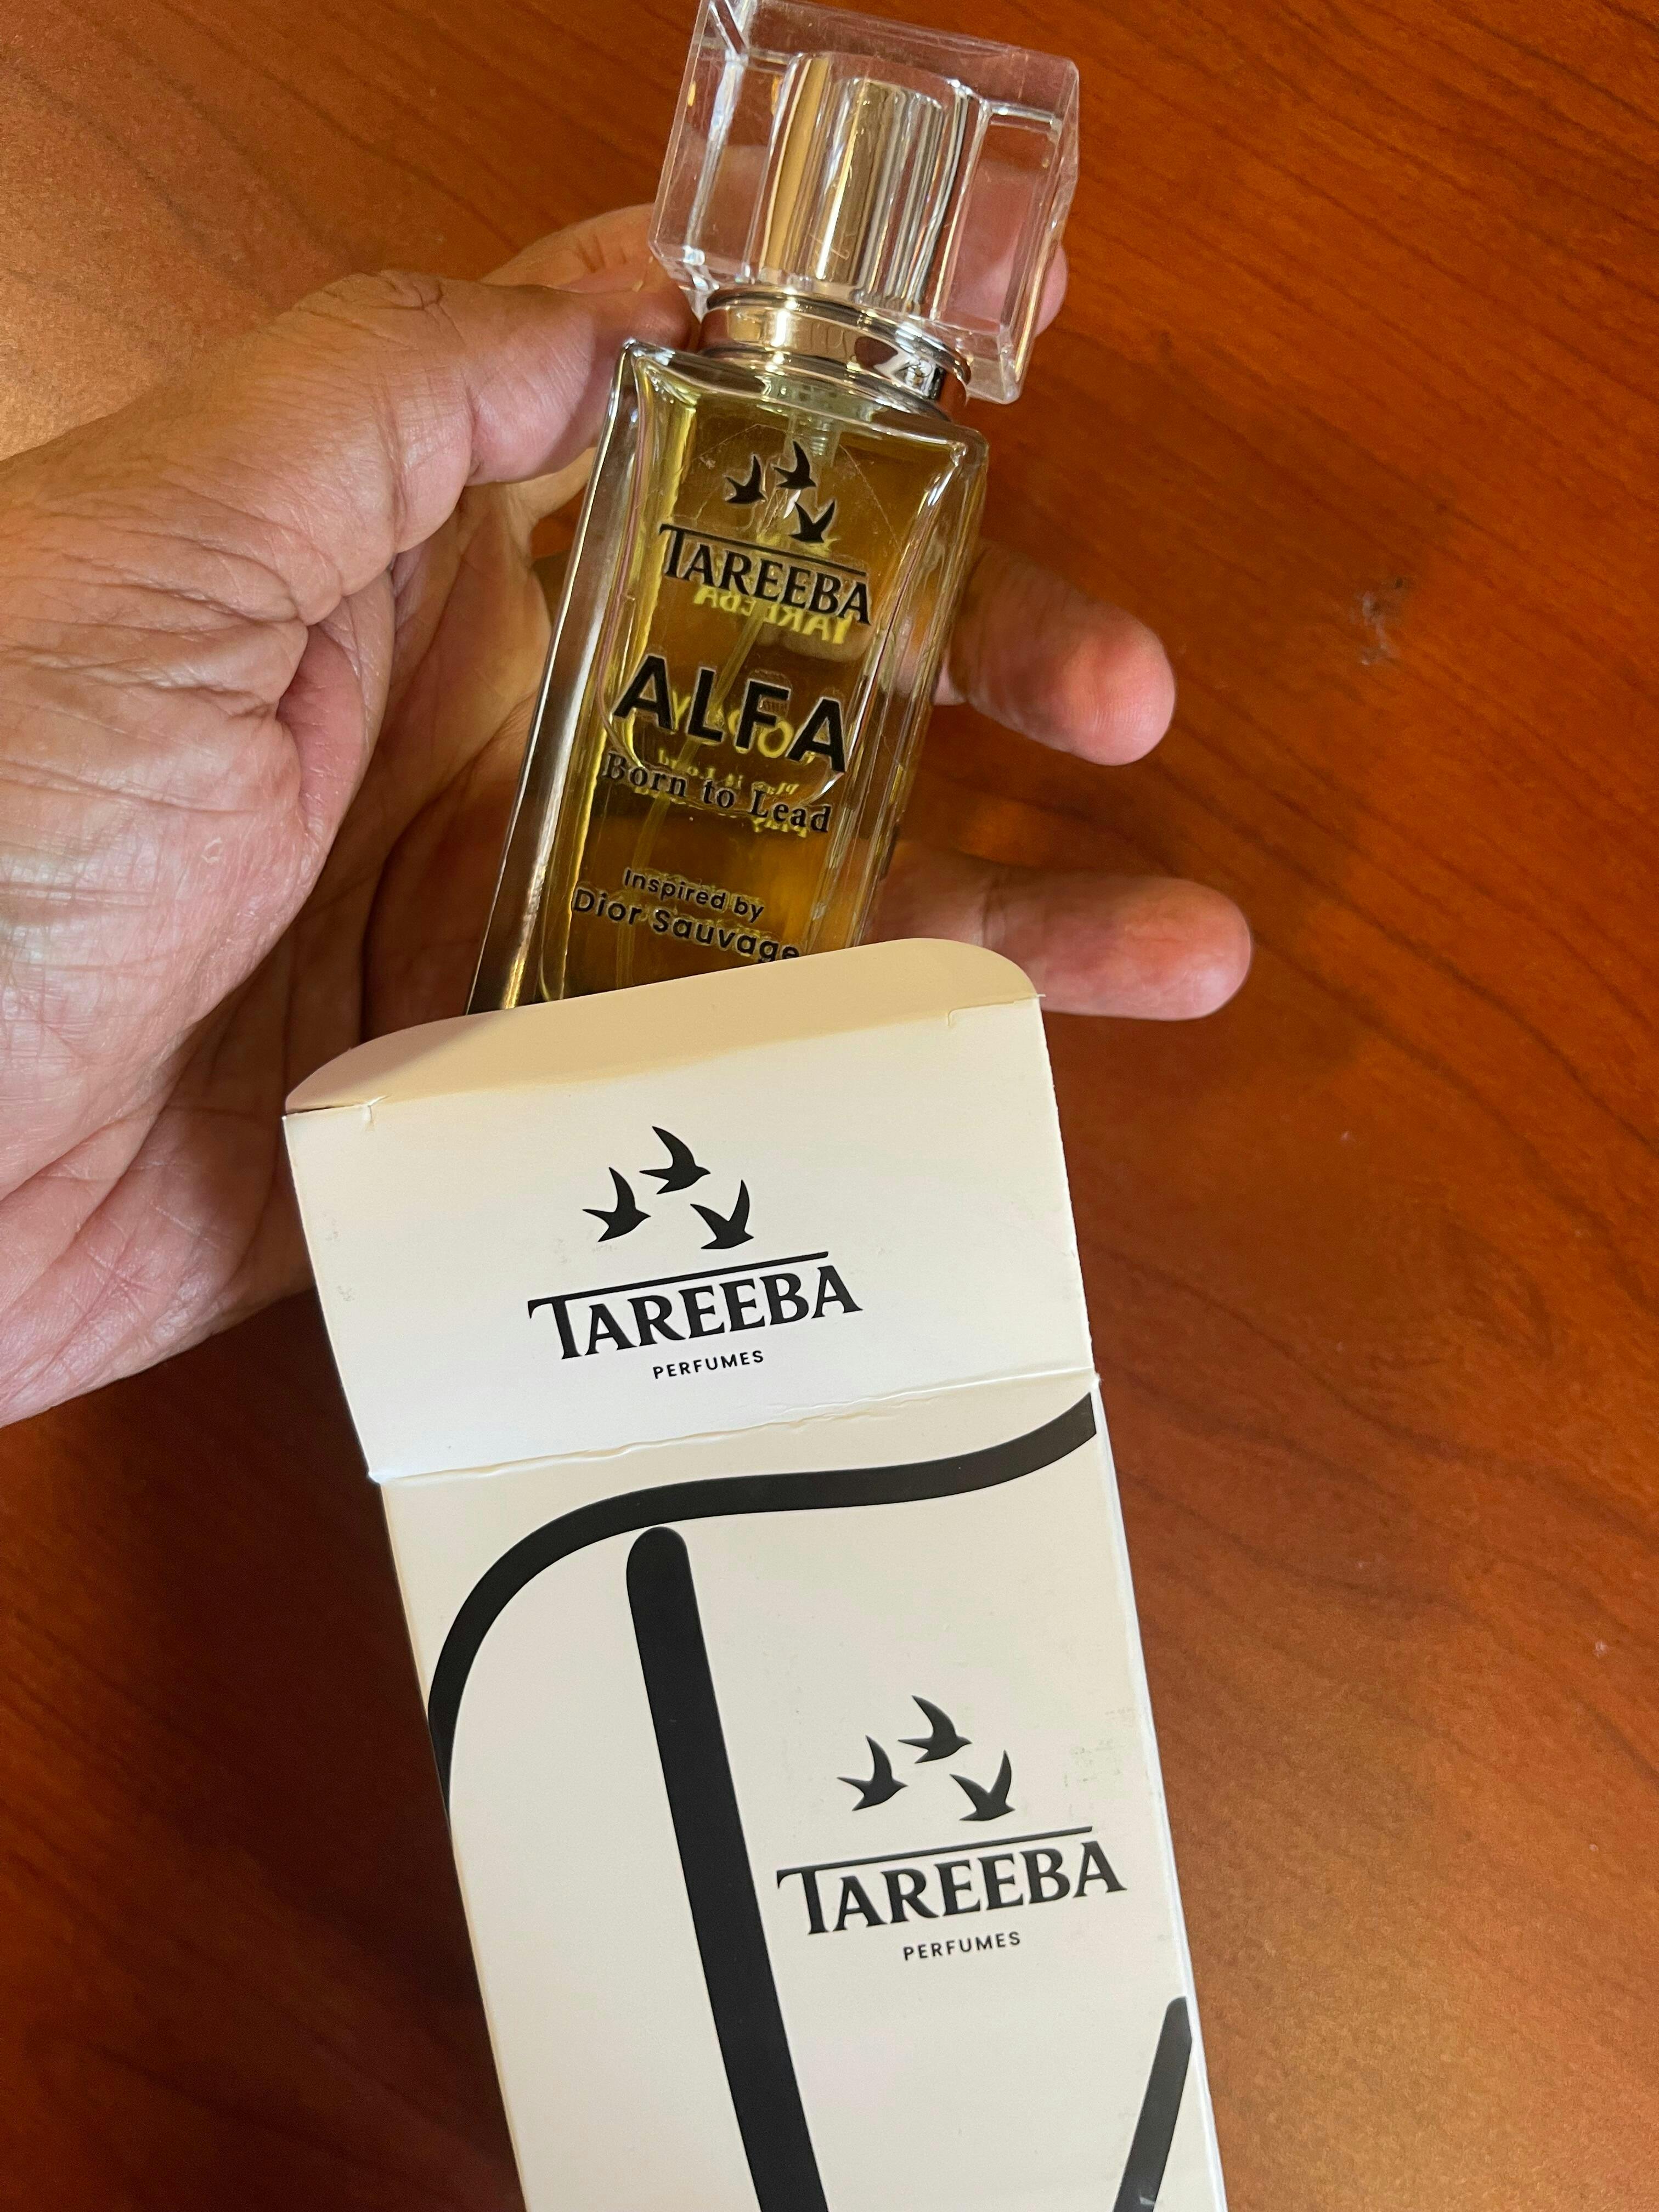 TAREEBA
ALFA
Born to Lead
Inspired by
Dior Sauvage
TAREEBA
PERFUMES
TAREEBA
PERFUMES